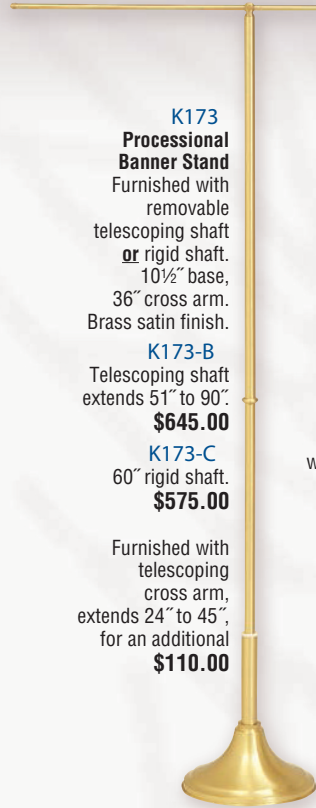 K173
Processional
Banner Stand
Furnished with
removable
telescoping shaft
or rigid shaft.
10½˝ base,
36˝ cross arm.
Brass satin finish.
K173-B
Telescoping shaft
extends 51˝ to 90˝.
$645.00
K173-C
60˝ rigid shaft.
$575.00
Furnished with
telescoping
cross arm,
extends 24˝ to 45˝,
for an additional
$110.00